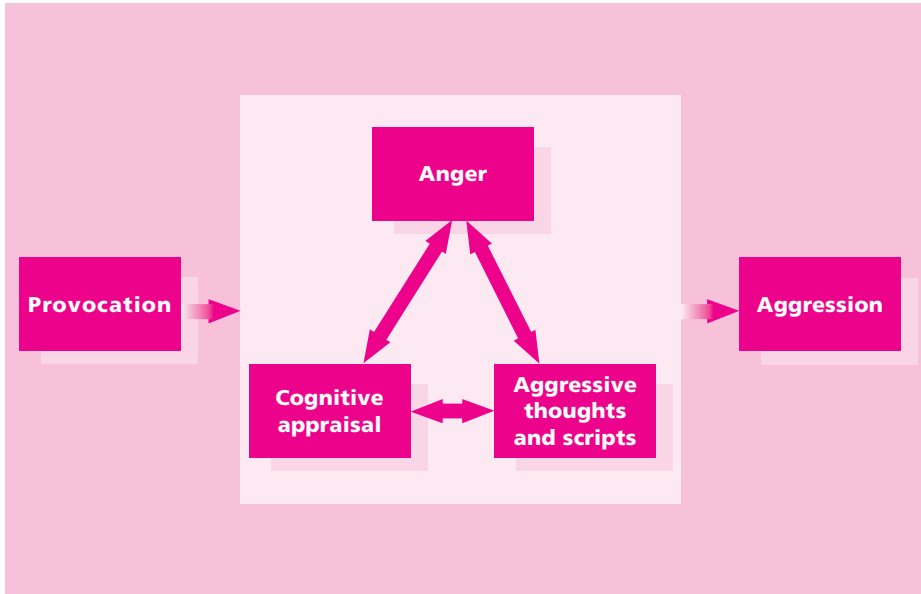 Anger
Provocation
Aggression
Cognitive
appraisal
Aggressive
thoughts
and scripts